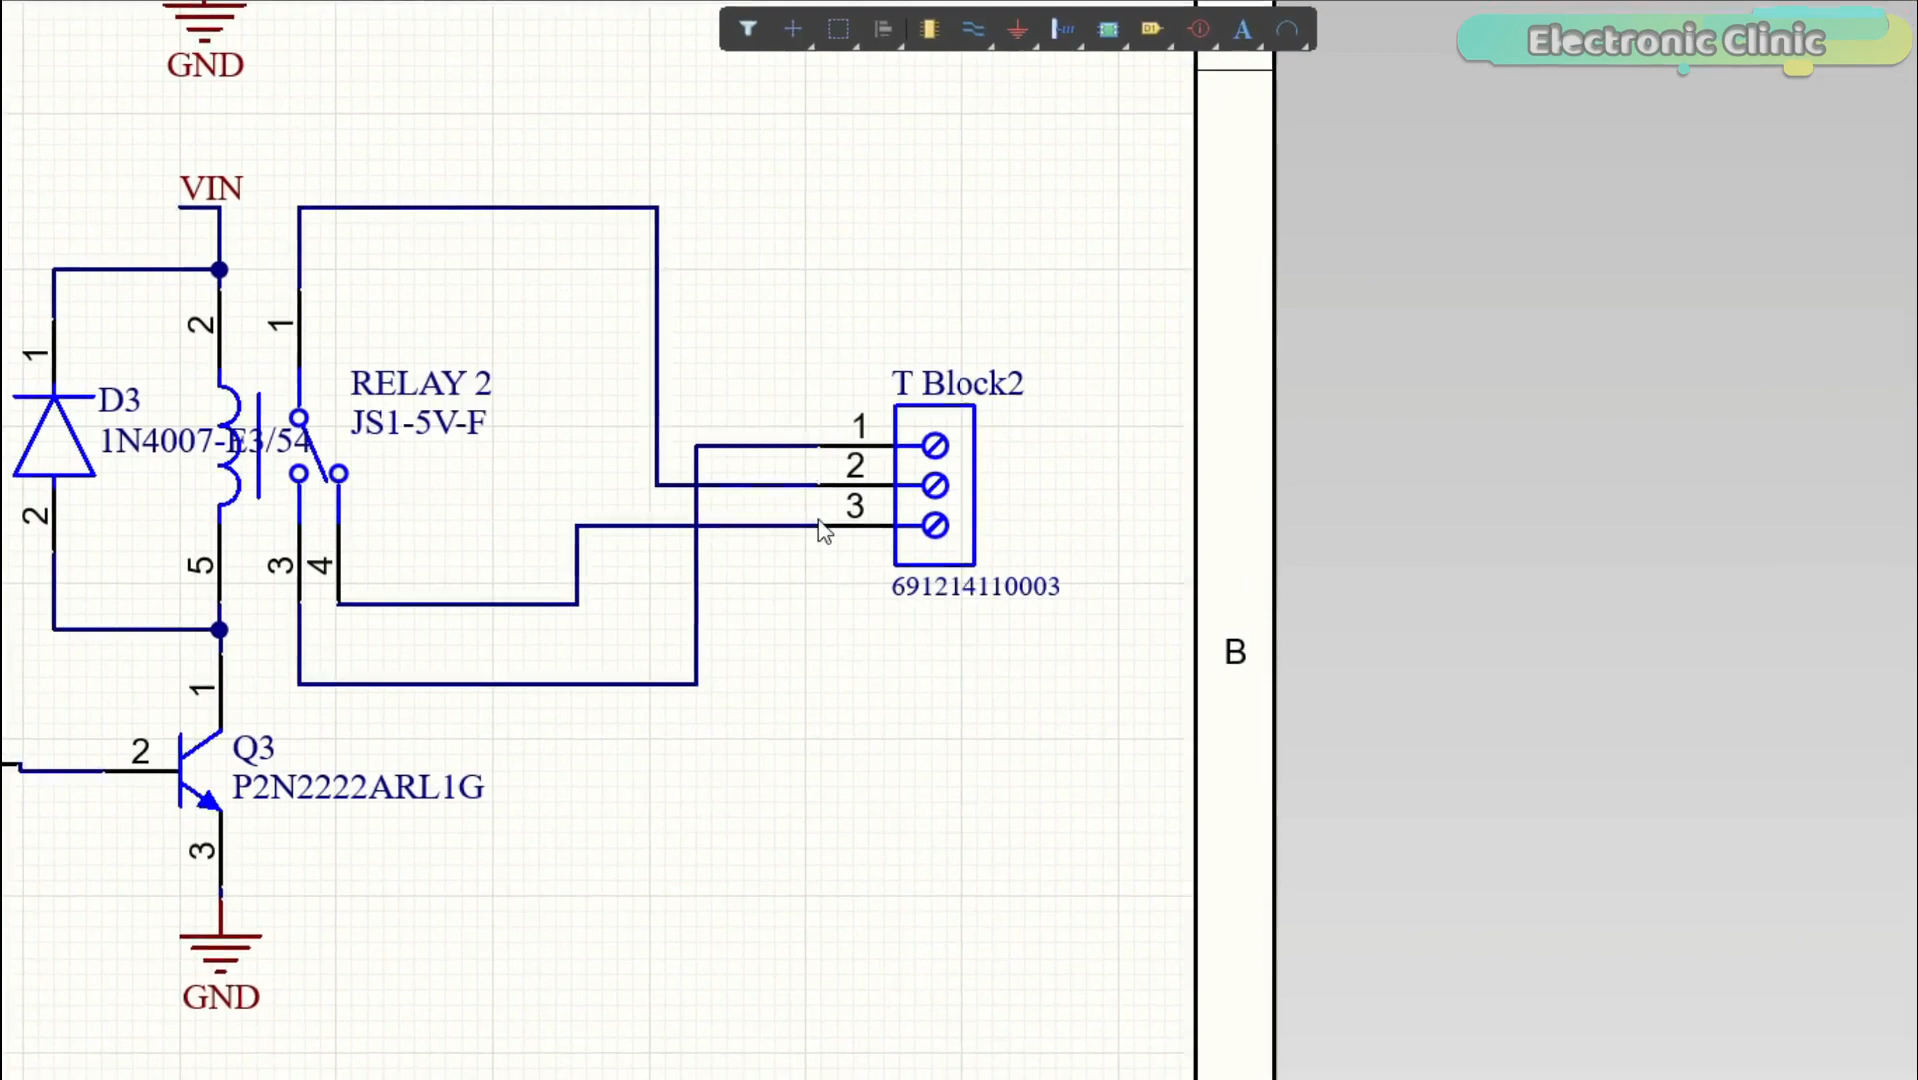 Electronic Clinic
GND
VIN
2
1
1
RELAY 2
JS1-5V-F
D3
1N4007-E3/54
T Block2
1
2
3
2
5
3
4
691214110003
B
1
2
Q3
P2N2222ARL1G
3
GND